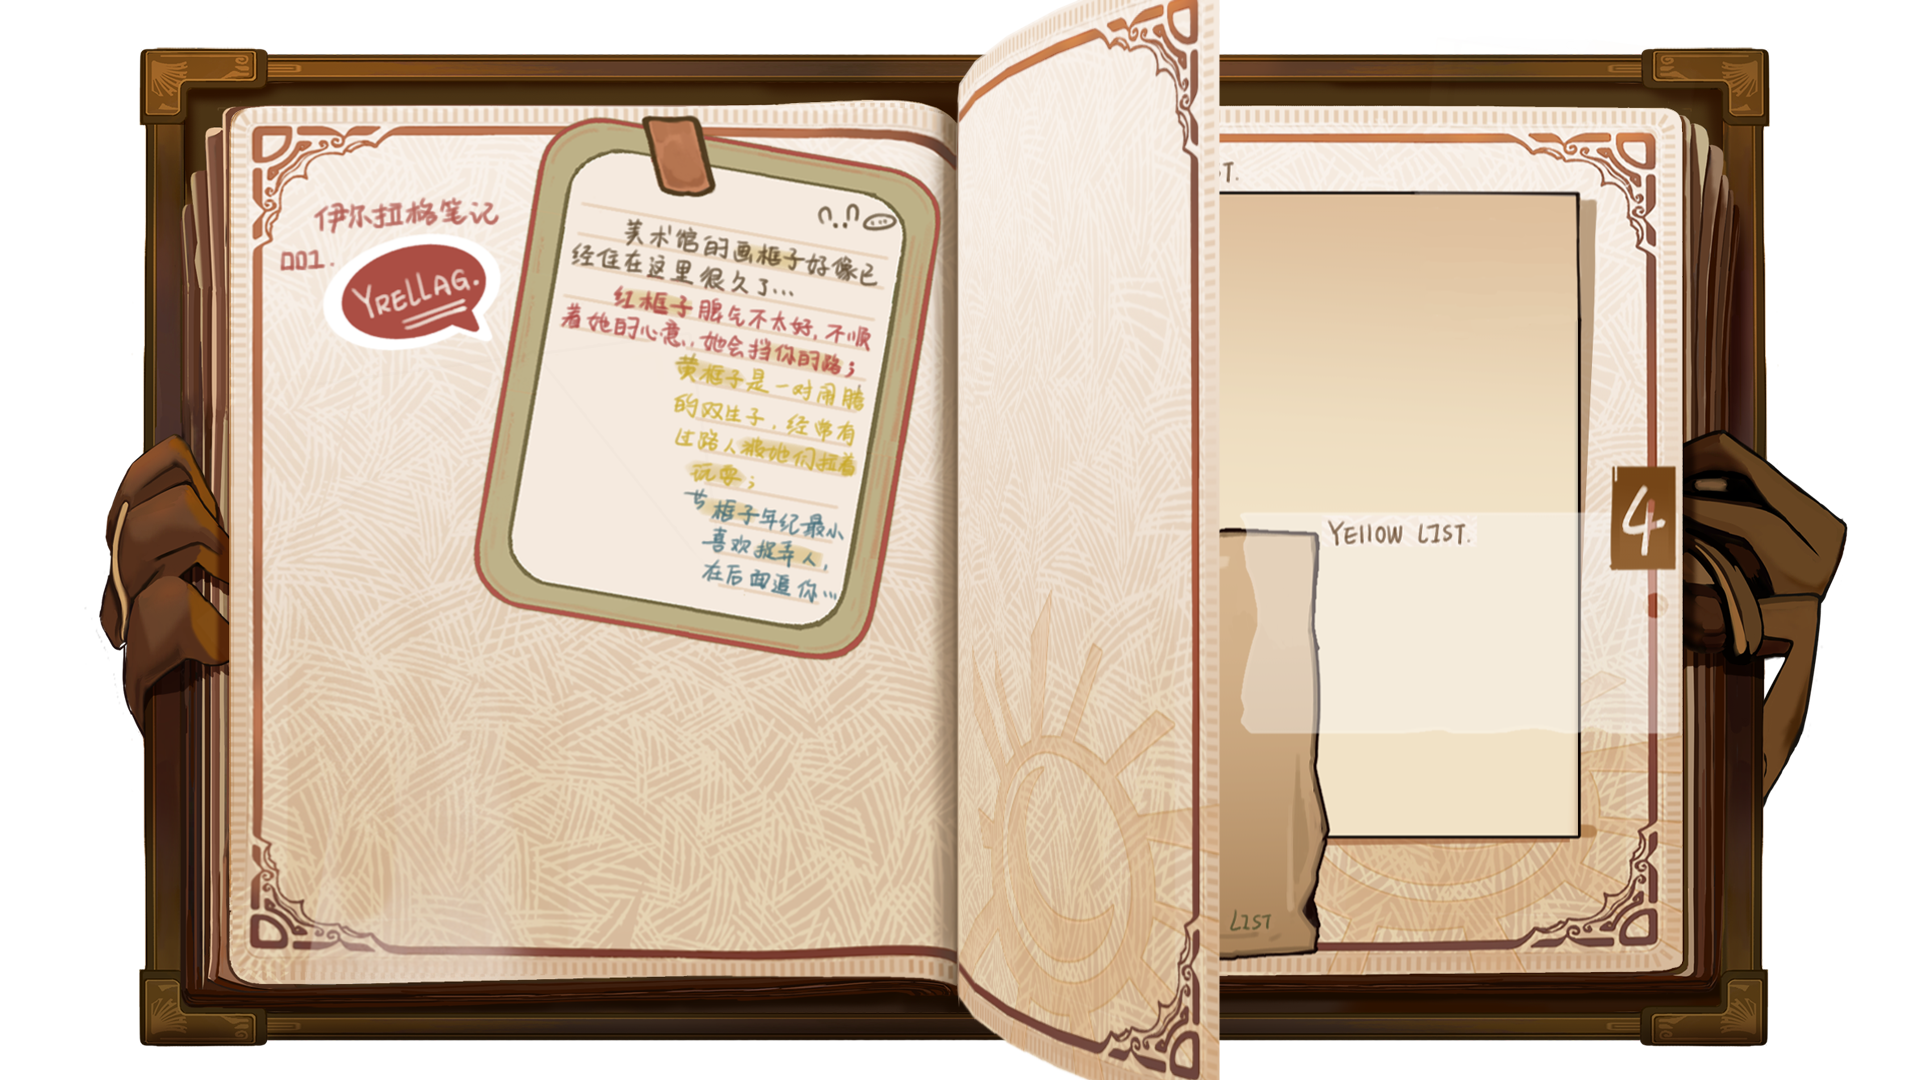 伊尔拉格笔记
001.
YRELLAG.
美术馆的画框子好像已
经住在这里很久了...
红框子脾气不太好,不顺
着她的心意,她会挡你的路;
黄框子是一对闹腾
的双生子,经常有
过路人被她们拉着
玩耍;
框子年纪最小
喜欢捉弄人,
在后面追你...
ST.
4
YELLOW LIST.
LIST